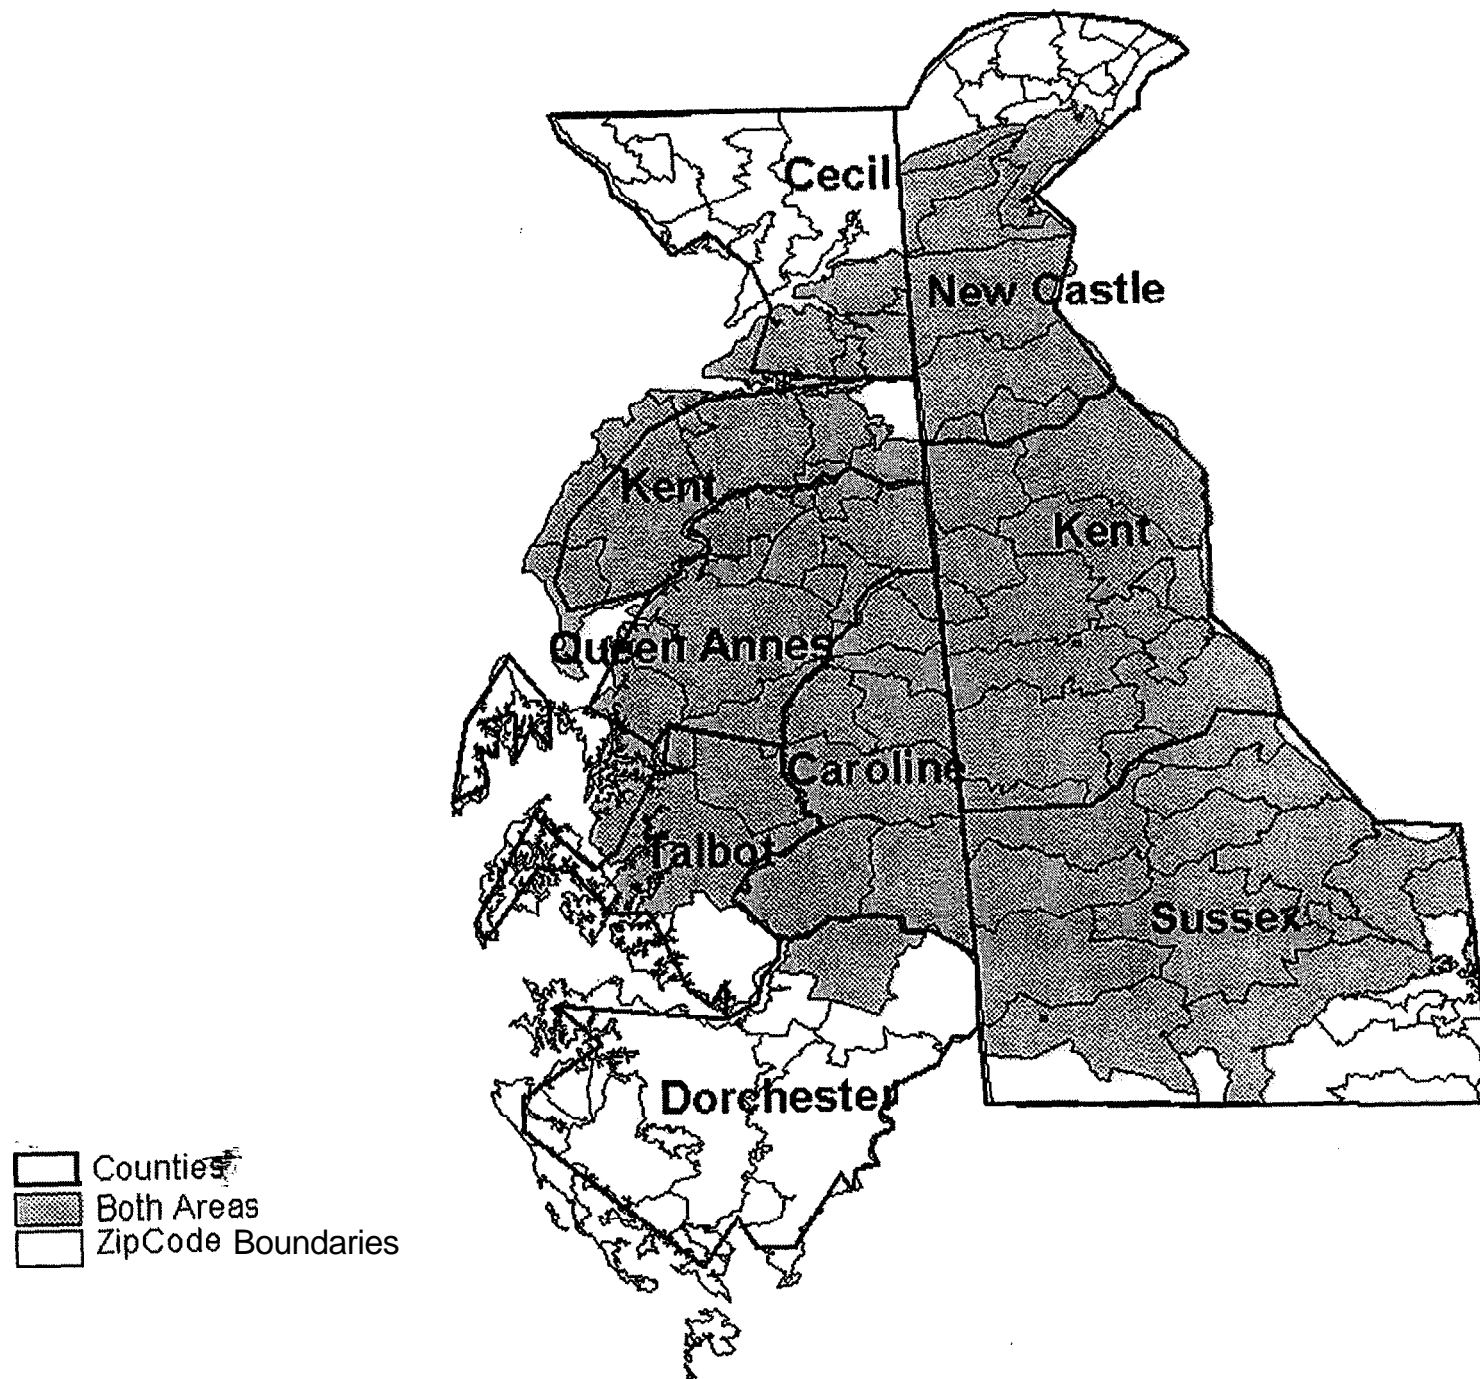 Cecil
New Castle
Kent
Kent
Queen Annes
Caroline
Talbot
Sussex
Dorchester
Counties
Both Areas
ZipCode Boundaries